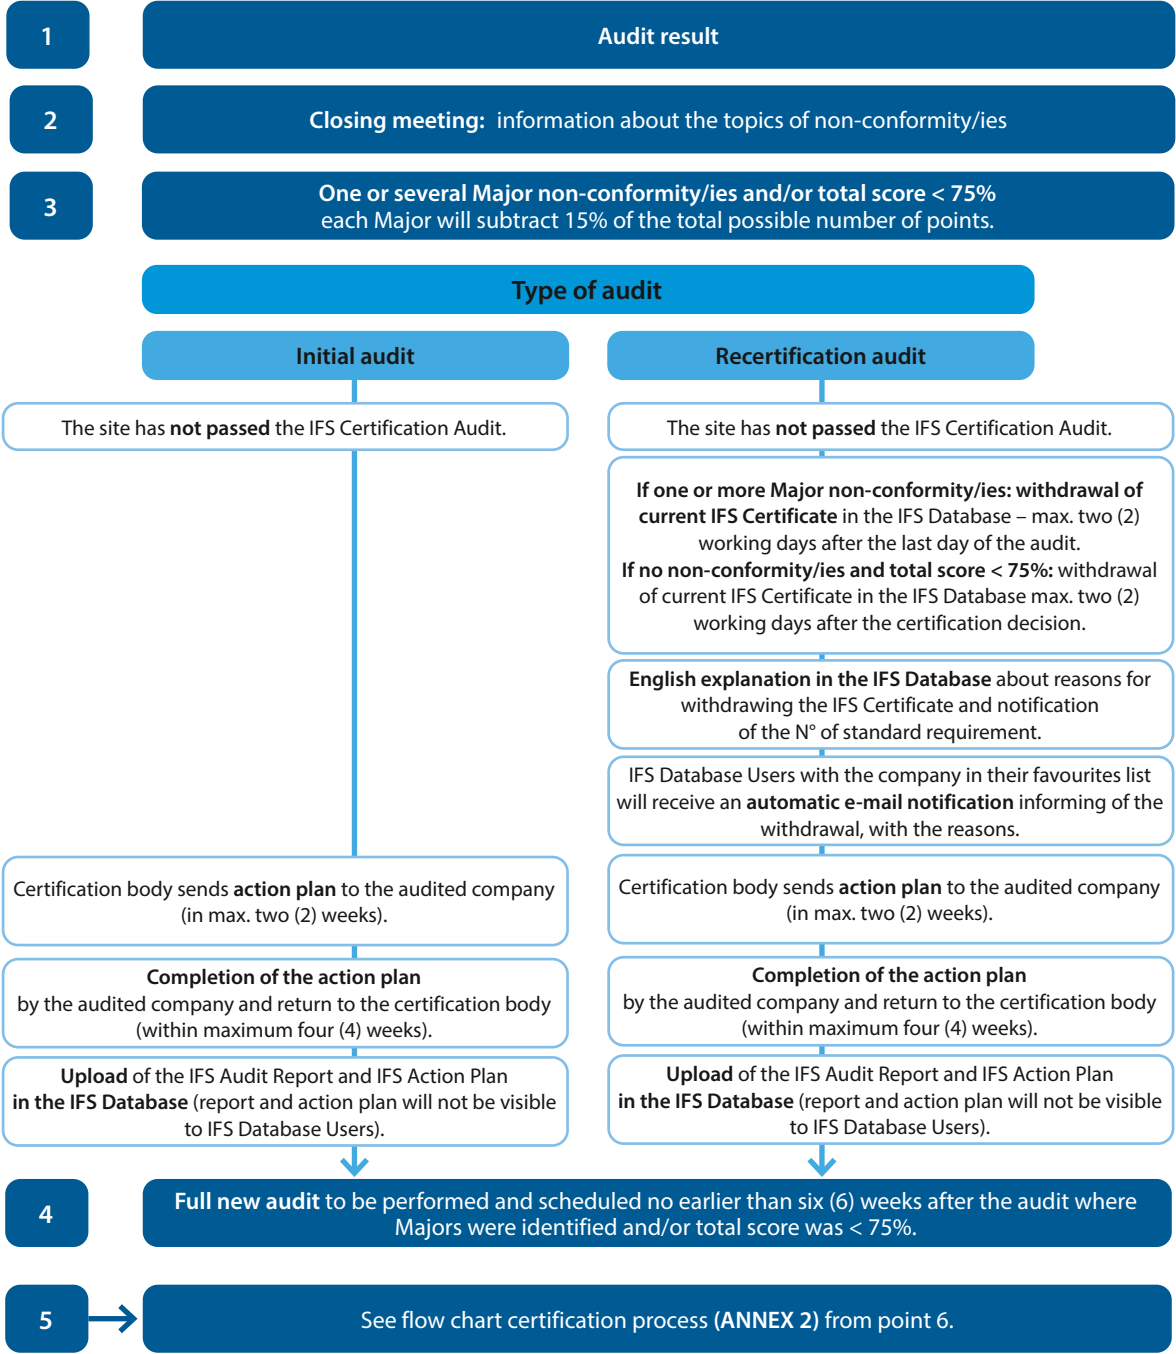 1
Audit result
2
Closing meeting: information about the topics of non-conformity/ies
3
One or several Major non-conformity/ies and/or total score < 75%
each Major will subtract 15% of the total possible number of points.
Type of audit
Initial audit
The site has not passed the IFS Certification Audit.
Certification body sends action plan to the audited company
(in max. two (2) weeks).
Completion of the action plan
by the audited company and return to the certification body
(within maximum four (4) weeks).
Upload of the IFS Audit Report and IFS Action Plan
in the IFS Database (report and action plan will not be visible
to IFS Database Users).
Recertification audit
The site has not passed the IFS Certification Audit.
If one or more Major non-conformity/ies: withdrawal of
current IFS Certificate in the IFS Database – max. two (2)
working days after the last day of the audit.
If no non-conformity/ies and total score < 75%: withdrawal
of current IFS Certificate in the IFS Database max. two (2)
working days after the certification decision.
English explanation in the IFS Database about reasons for
withdrawing the IFS Certificate and notification
of the N° of standard requirement.
IFS Database Users with the company in their favourites list
will receive an automatic e-mail notification informing of the
withdrawal, with the reasons.
Certification body sends action plan to the audited company
(in max. two (2) weeks).
Completion of the action plan
by the audited company and return to the certification body
(within maximum four (4) weeks).
Upload of the IFS Audit Report and IFS Action Plan
in the IFS Database (report and action plan will not be visible
to IFS Database Users).
4
Full new audit to be performed and scheduled no earlier than six (6) weeks after the audit where
Majors were identified and/or total score was < 75%.
5
See flow chart certification process (ANNEX 2) from point 6.